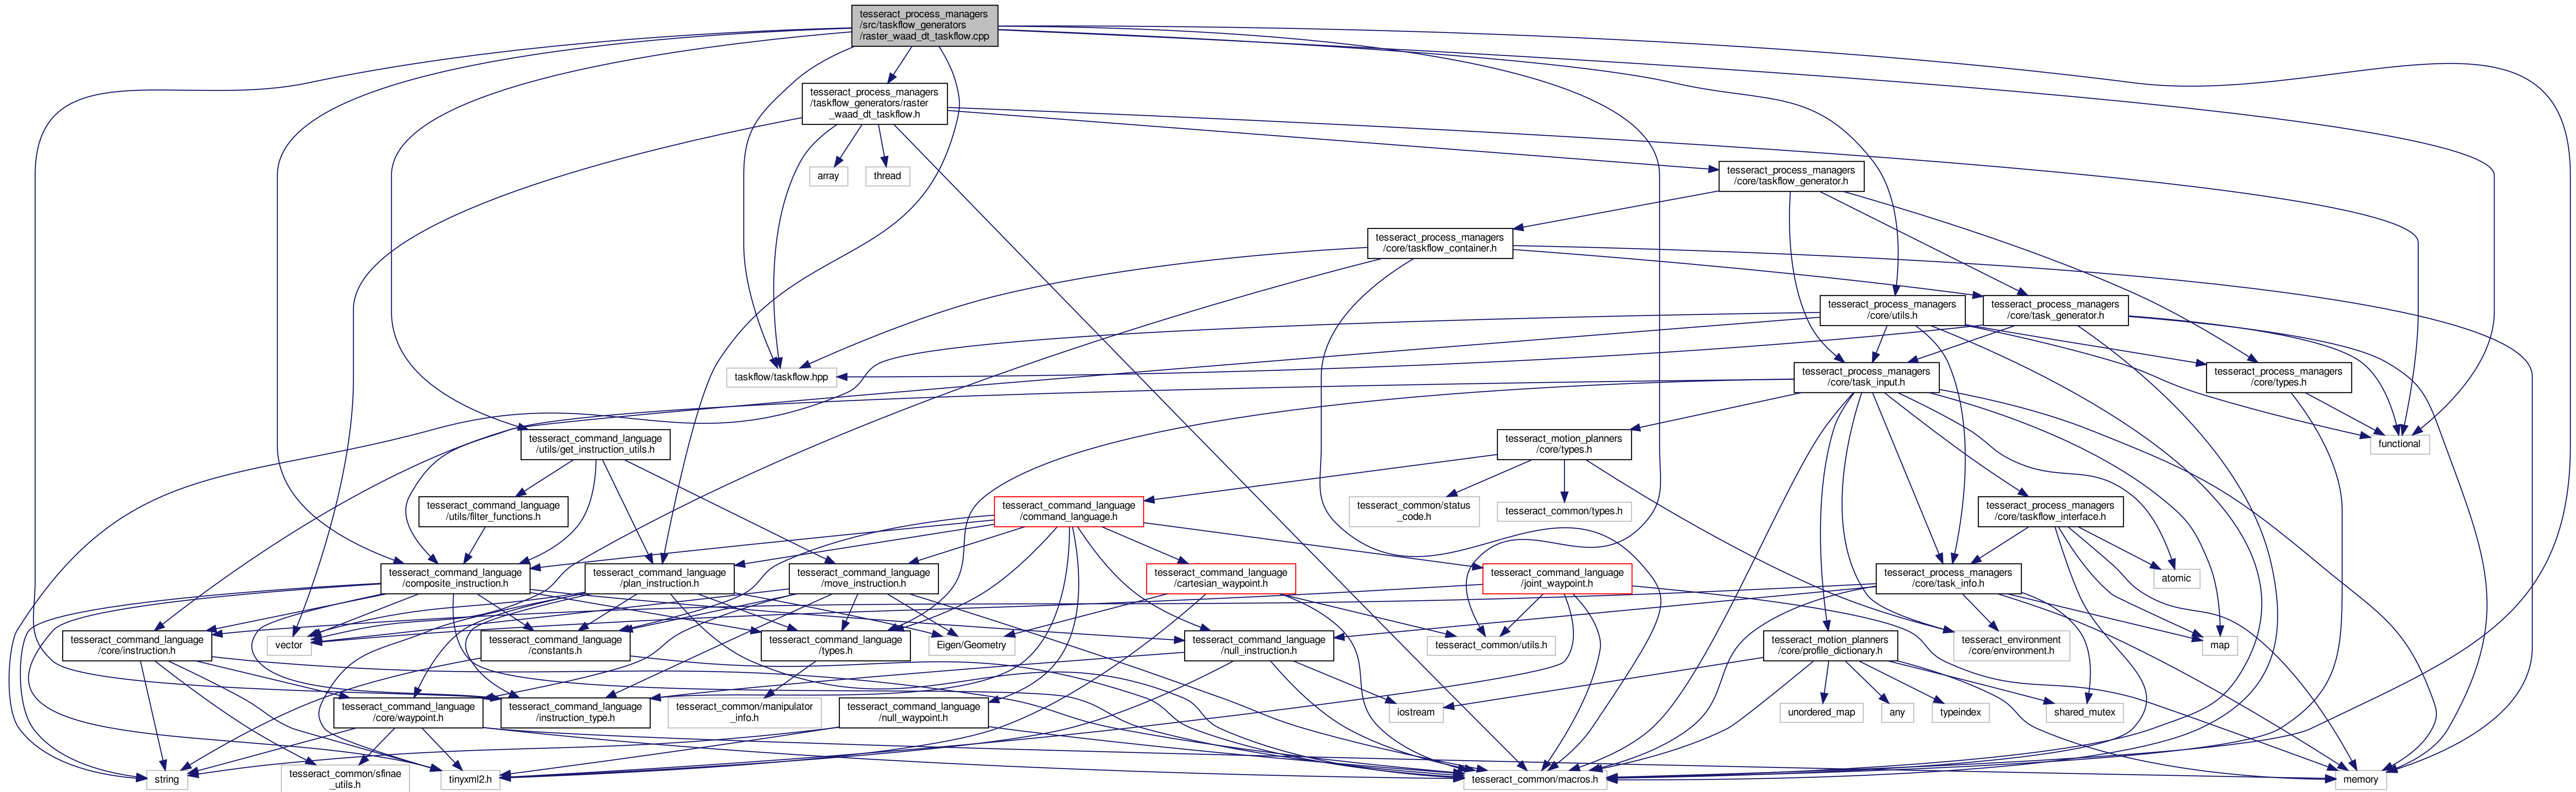 tesseract_process_managers
/src/taskflow_generators
/raster_waad_dt_taskflow.cpp
tesseract_process_managers
/taskflow_generators/raster
_waad_dt_taskflow.h
array
thread
tesseract_process_managers
/core/taskflow_generator.h
tesseract_process_managers
/core/taskflow_container.h
tesseract_process_managers
/core/utils.h
tesseract_process_managers
/core/task_generator.h
taskflow/taskflow.hpp
tesseract_process_managers
/core/task_input.h
tesseract_process_managers
/core/types.h
tesseract_command_language
/utils/get_instruction_utils.h
tesseract_motion_planners
/core/types.h
functional
tesseract_command_language
/utils/filter_functions.h
tesseract_command_language
/command_language.h
tesseract_common/status
_code.h
tesseract_common/types.h
tesseract_process_managers
/core/taskflow_interface.h
tesseract_command_language
/composite_instruction.h
tesseract_command_language
/plan_instruction.h
tesseract_command_language
/move_instruction.h
tesseract_command_language
/cartesian_waypoint.h
tesseract_command_language
/joint_waypoint.h
tesseract_process_managers
/core/task_info.h
atomic
tesseract_command_language
/core/instruction.h
vector
tesseract_command_language
/constants.h
tesseract_command_language
/types.h
Eigen/Geometry
tesseract_command_language
/null_instruction.h
tesseract_common/utils.h
tesseract_motion_planners
/core/profile_dictionary.h
tesseract_environment
/core/environment.h
map
tesseract_command_language
/core/waypoint.h
tesseract_command_language
/instruction_type.h
tesseract_common/manipulator
_info.h
tesseract_command_language
/null_waypoint.h
iostream
unordered_map
any
typeindex
shared_mutex
string
tesseract_common/sfinae
_utils.h
tinyxml2.h
tesseract_common/macros.h
memory